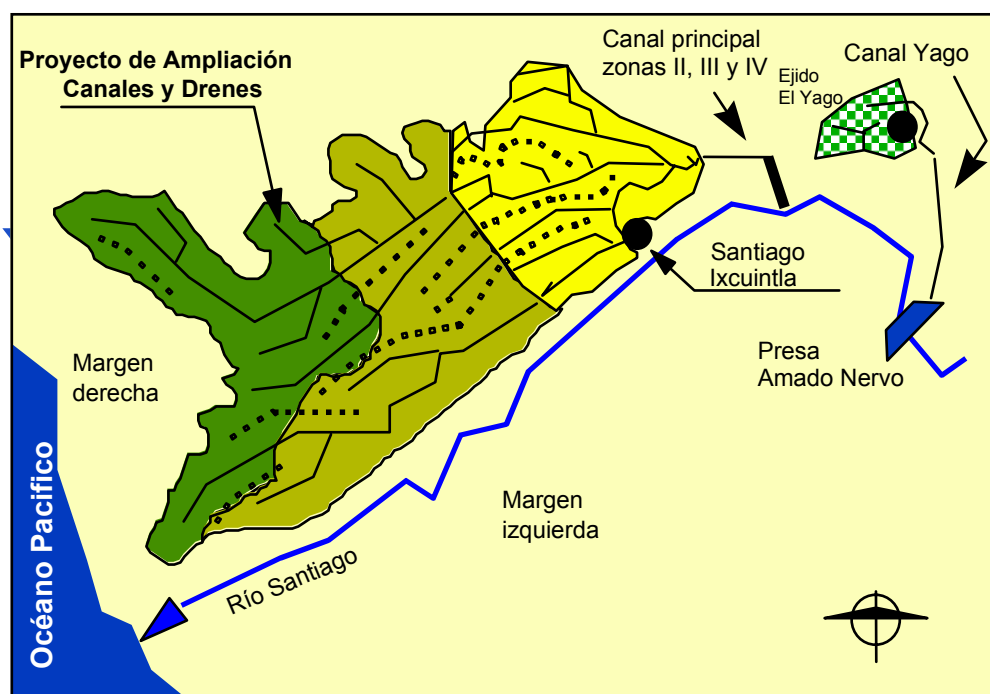 Proyecto de Ampliación
Canales y Drenes
Canal principal
zonas II, III y IV
Canal Yago
Ejido
El Yago
Santiago
Ixcuintla
Presa
Amado Nervo
Margen
derecha
Margen
izquierda
Río Santiago
Océano Pacifico